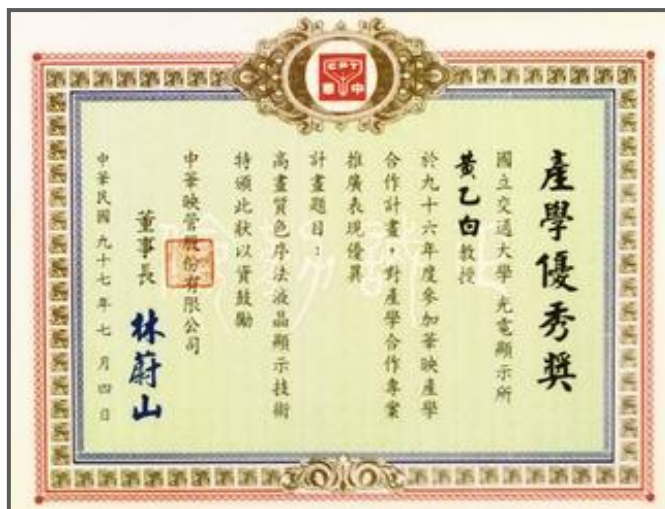 CPT
華中
產學優秀獎
國立交通大學 光電顯示所
黃乙白教授
於九十六年度參加華映產學
合作計畫,對產學合作專案
推廣表現優異
計畫題目:
高畫質色序法液晶顯示技術
特頒此狀以資鼓勵
中華映管股份有限公司
董事長 林蔚山
中華民國九十七年七月四日